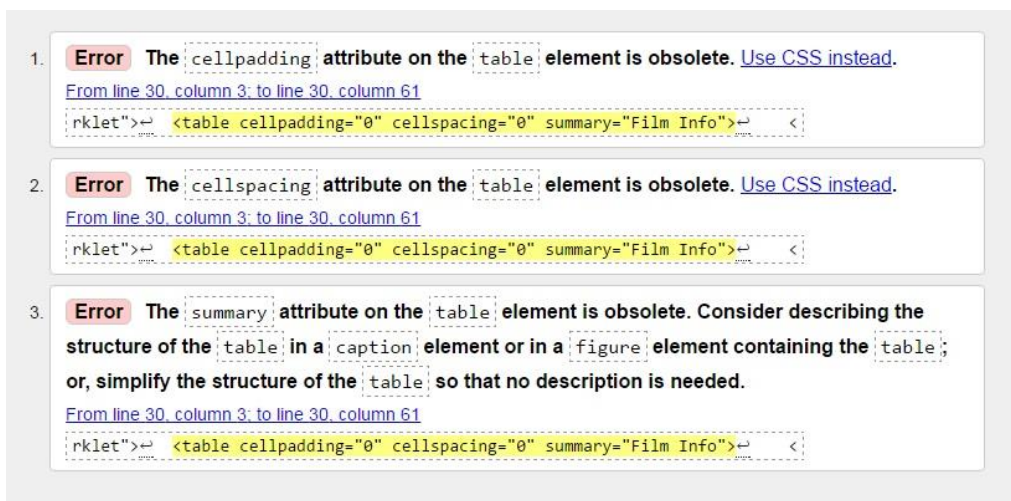 1. Error The cellpadding attribute on the table element is obsolete. Use CSS instead.
From line 30, column 3; to line 30, column 61
rklet">↩ <table cellpadding="0" cellspacing="0" summary="Film Info">↩ <
2. Error The cellspacing attribute on the table element is obsolete. Use CSS instead.
From line 30, column 3; to line 30, column 61
rklet">↩ <table cellpadding="0" cellspacing="0" summary="Film Info">↩ <
3. Error The summary attribute on the table element is obsolete. Consider describing the
structure of the table in a caption element or in a figure element containing the table;
or, simplify the structure of the table so that no description is needed.
From line 30, column 3; to line 30, column 61
rklet">↩ <table cellpadding="0" cellspacing="0" summary="Film Info">↩ <